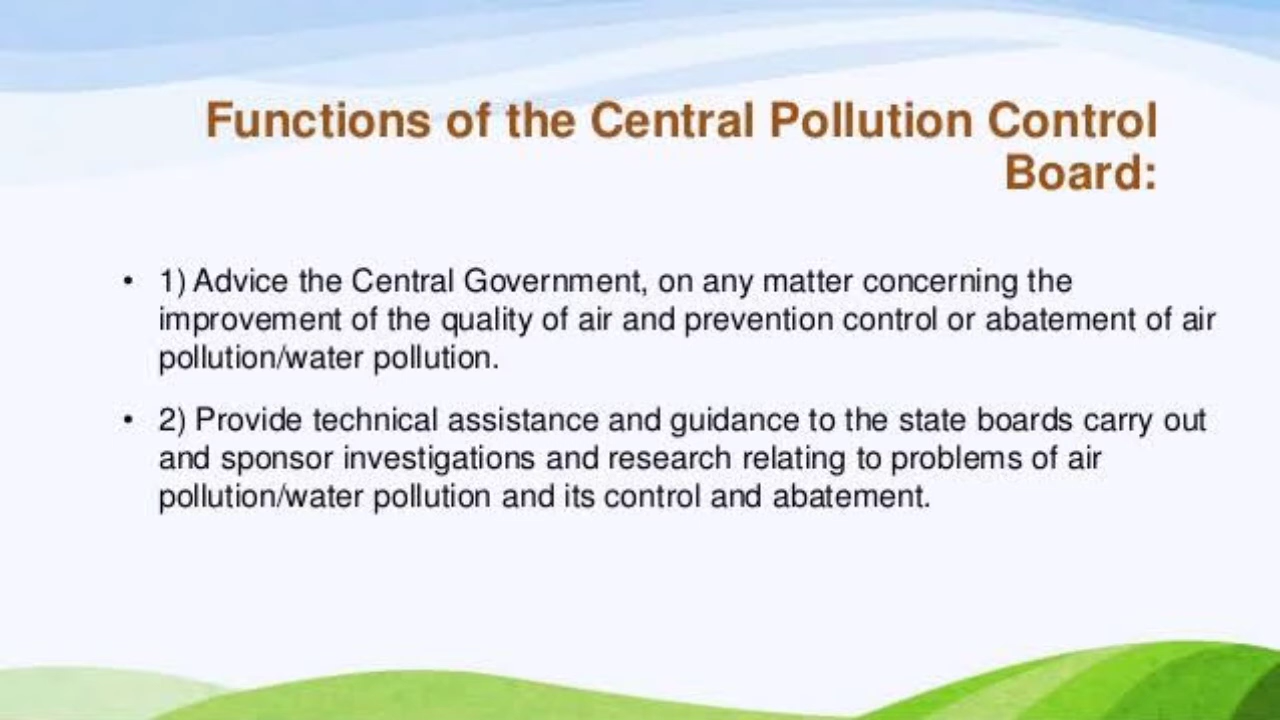 Functions of the Central Pollution Control
Board:
• 1) Advice the Central Government, on any matter concerning the
improvement of the quality of air and prevention control or abatement of air
pollution/water pollution.
• 2) Provide technical assistance and guidance to the state boards carry out
and sponsor investigations and research relating to problems of air
pollution/water pollution and its control and abatement.